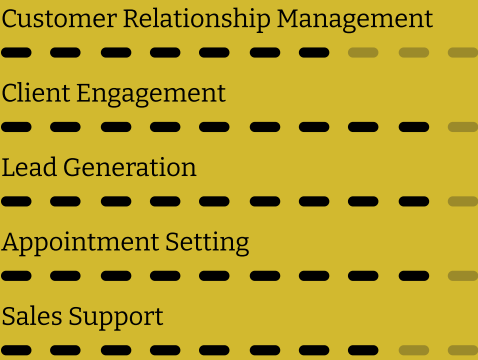 Customer Relationship Management
Client Engagement
Lead Generation
Appointment Setting
Sales Support